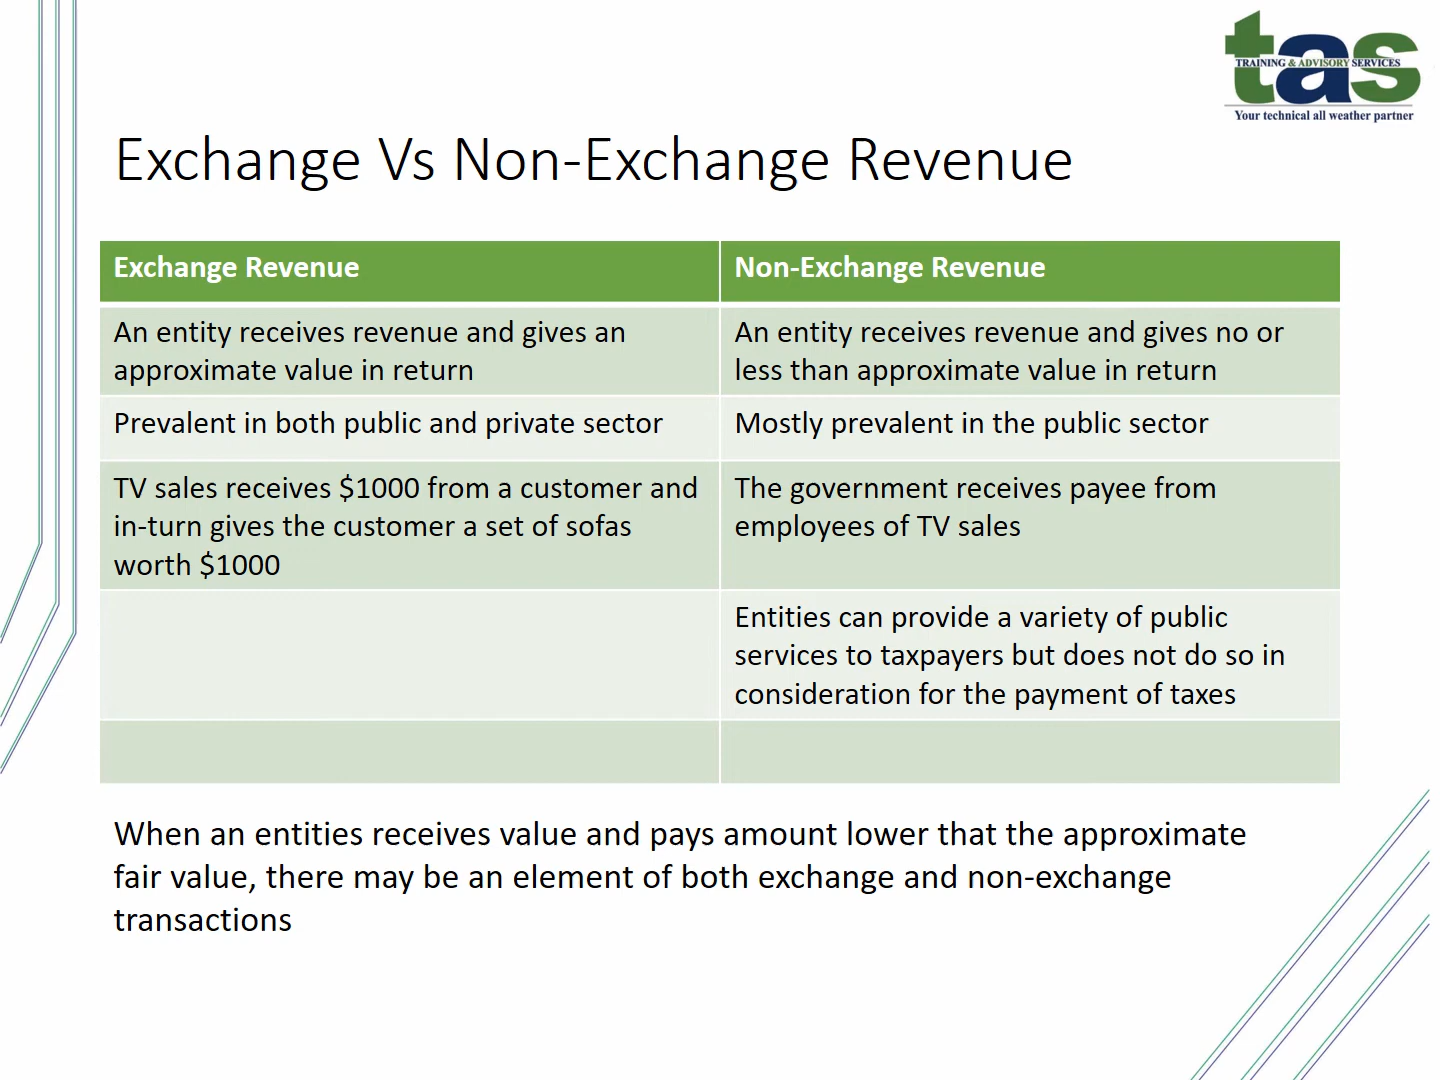 tas
TRAINING & ADVISORY SERVICES
Your technical all weather partner
Exchange Vs Non-Exchange Revenue
Exchange Revenue
Non-Exchange Revenue
An entity receives revenue and gives an
approximate value in return
An entity receives revenue and gives no or
less than approximate value in return
Prevalent in both public and private sector
Mostly prevalent in the public sector
TV sales receives $1000 from a customer and
in-turn gives the customer a set of sofas
worth $1000
The government receives payee from
employees of TV sales
Entities can provide a variety of public
services to taxpayers but does not do so in
consideration for the payment of taxes
When an entities receives value and pays amount lower that the approximate
fair value, there may be an element of both exchange and non-exchange
transactions